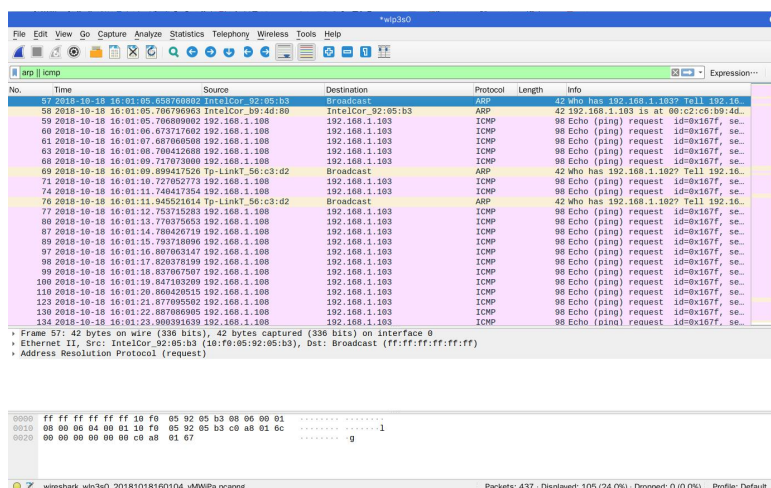 *wlp3s0
File Edit View Go Capture Analyze Statistics Telephony Wireless Tools Help
arp || icmp Expression…
No. Time Source Destination Protocol Length Info
57 2018-10-18 16:01:05.658760802 IntelCor_92:05:b3 Broadcast ARP 42 Who has 192.168.1.103? Tell 192.16…
58 2018-10-18 16:01:05.706796963 IntelCor_b9:4d:80 IntelCor_92:05:b3 ARP 42 192.168.1.103 is at 00:c2:c6:b9:4d…
59 2018-10-18 16:01:05.706809002 192.168.1.108 192.168.1.103 ICMP 98 Echo (ping) request id=0x167f, se…
60 2018-10-18 16:01:06.673717602 192.168.1.108 192.168.1.103 ICMP 98 Echo (ping) request id=0x167f, se…
61 2018-10-18 16:01:07.687060508 192.168.1.108 192.168.1.103 ICMP 98 Echo (ping) request id=0x167f, se…
63 2018-10-18 16:01:08.700412688 192.168.1.108 192.168.1.103 ICMP 98 Echo (ping) request id=0x167f, se…
68 2018-10-18 16:01:09.717073000 192.168.1.108 192.168.1.103 ICMP 98 Echo (ping) request id=0x167f, se…
69 2018-10-18 16:01:09.899417526 Tp-LinkT_56:c3:d2 Broadcast ARP 42 Who has 192.168.1.102? Tell 192.16…
71 2018-10-18 16:01:10.727052773 192.168.1.108 192.168.1.103 ICMP 98 Echo (ping) request id=0x167f, se…
74 2018-10-18 16:01:11.740417354 192.168.1.108 192.168.1.103 ICMP 98 Echo (ping) request id=0x167f, se…
76 2018-10-18 16:01:11.945521614 Tp-LinkT_56:c3:d2 Broadcast ARP 42 Who has 192.168.1.102? Tell 192.16…
77 2018-10-18 16:01:12.753715283 192.168.1.108 192.168.1.103 ICMP 98 Echo (ping) request id=0x167f, se…
80 2018-10-18 16:01:13.770375653 192.168.1.108 192.168.1.103 ICMP 98 Echo (ping) request id=0x167f, se…
87 2018-10-18 16:01:14.780426719 192.168.1.108 192.168.1.103 ICMP 98 Echo (ping) request id=0x167f, se…
89 2018-10-18 16:01:15.793718096 192.168.1.108 192.168.1.103 ICMP 98 Echo (ping) request id=0x167f, se…
97 2018-10-18 16:01:16.807063147 192.168.1.108 192.168.1.103 ICMP 98 Echo (ping) request id=0x167f, se…
98 2018-10-18 16:01:17.820378199 192.168.1.108 192.168.1.103 ICMP 98 Echo (ping) request id=0x167f, se…
99 2018-10-18 16:01:18.837067507 192.168.1.108 192.168.1.103 ICMP 98 Echo (ping) request id=0x167f, se…
100 2018-10-18 16:01:19.847103209 192.168.1.108 192.168.1.103 ICMP 98 Echo (ping) request id=0x167f, se…
110 2018-10-18 16:01:20.860420515 192.168.1.108 192.168.1.103 ICMP 98 Echo (ping) request id=0x167f, se…
123 2018-10-18 16:01:21.877095502 192.168.1.108 192.168.1.103 ICMP 98 Echo (ping) request id=0x167f, se…
130 2018-10-18 16:01:22.887086905 192.168.1.108 192.168.1.103 ICMP 98 Echo (ping) request id=0x167f, se…
134 2018-10-18 16:01:23.900391639 192.168.1.108 192.168.1.103 ICMP 98 Echo (ping) request id=0x167f, se…
Frame 57: 42 bytes on wire (336 bits), 42 bytes captured (336 bits) on interface 0
Ethernet II, Src: IntelCor_92:05:b3 (10:f0:05:92:05:b3), Dst: Broadcast (ff:ff:ff:ff:ff:ff)
Address Resolution Protocol (request)
0000 ff ff ff ff ff ff 10 f0 05 92 05 b3 08 06 00 01 ········ ········
0010 08 00 06 04 00 01 10 f0 05 92 05 b3 c0 a8 01 6c ········ ·······l
0020 00 00 00 00 00 00 c0 a8 01 67 ········ ·g
wireshark_wlp3s0_20181018160104_vMWiPa.pcapng Packets: 437 · Displayed: 105 (24.0%) · Dropped: 0 (0.0%) Profile: Default